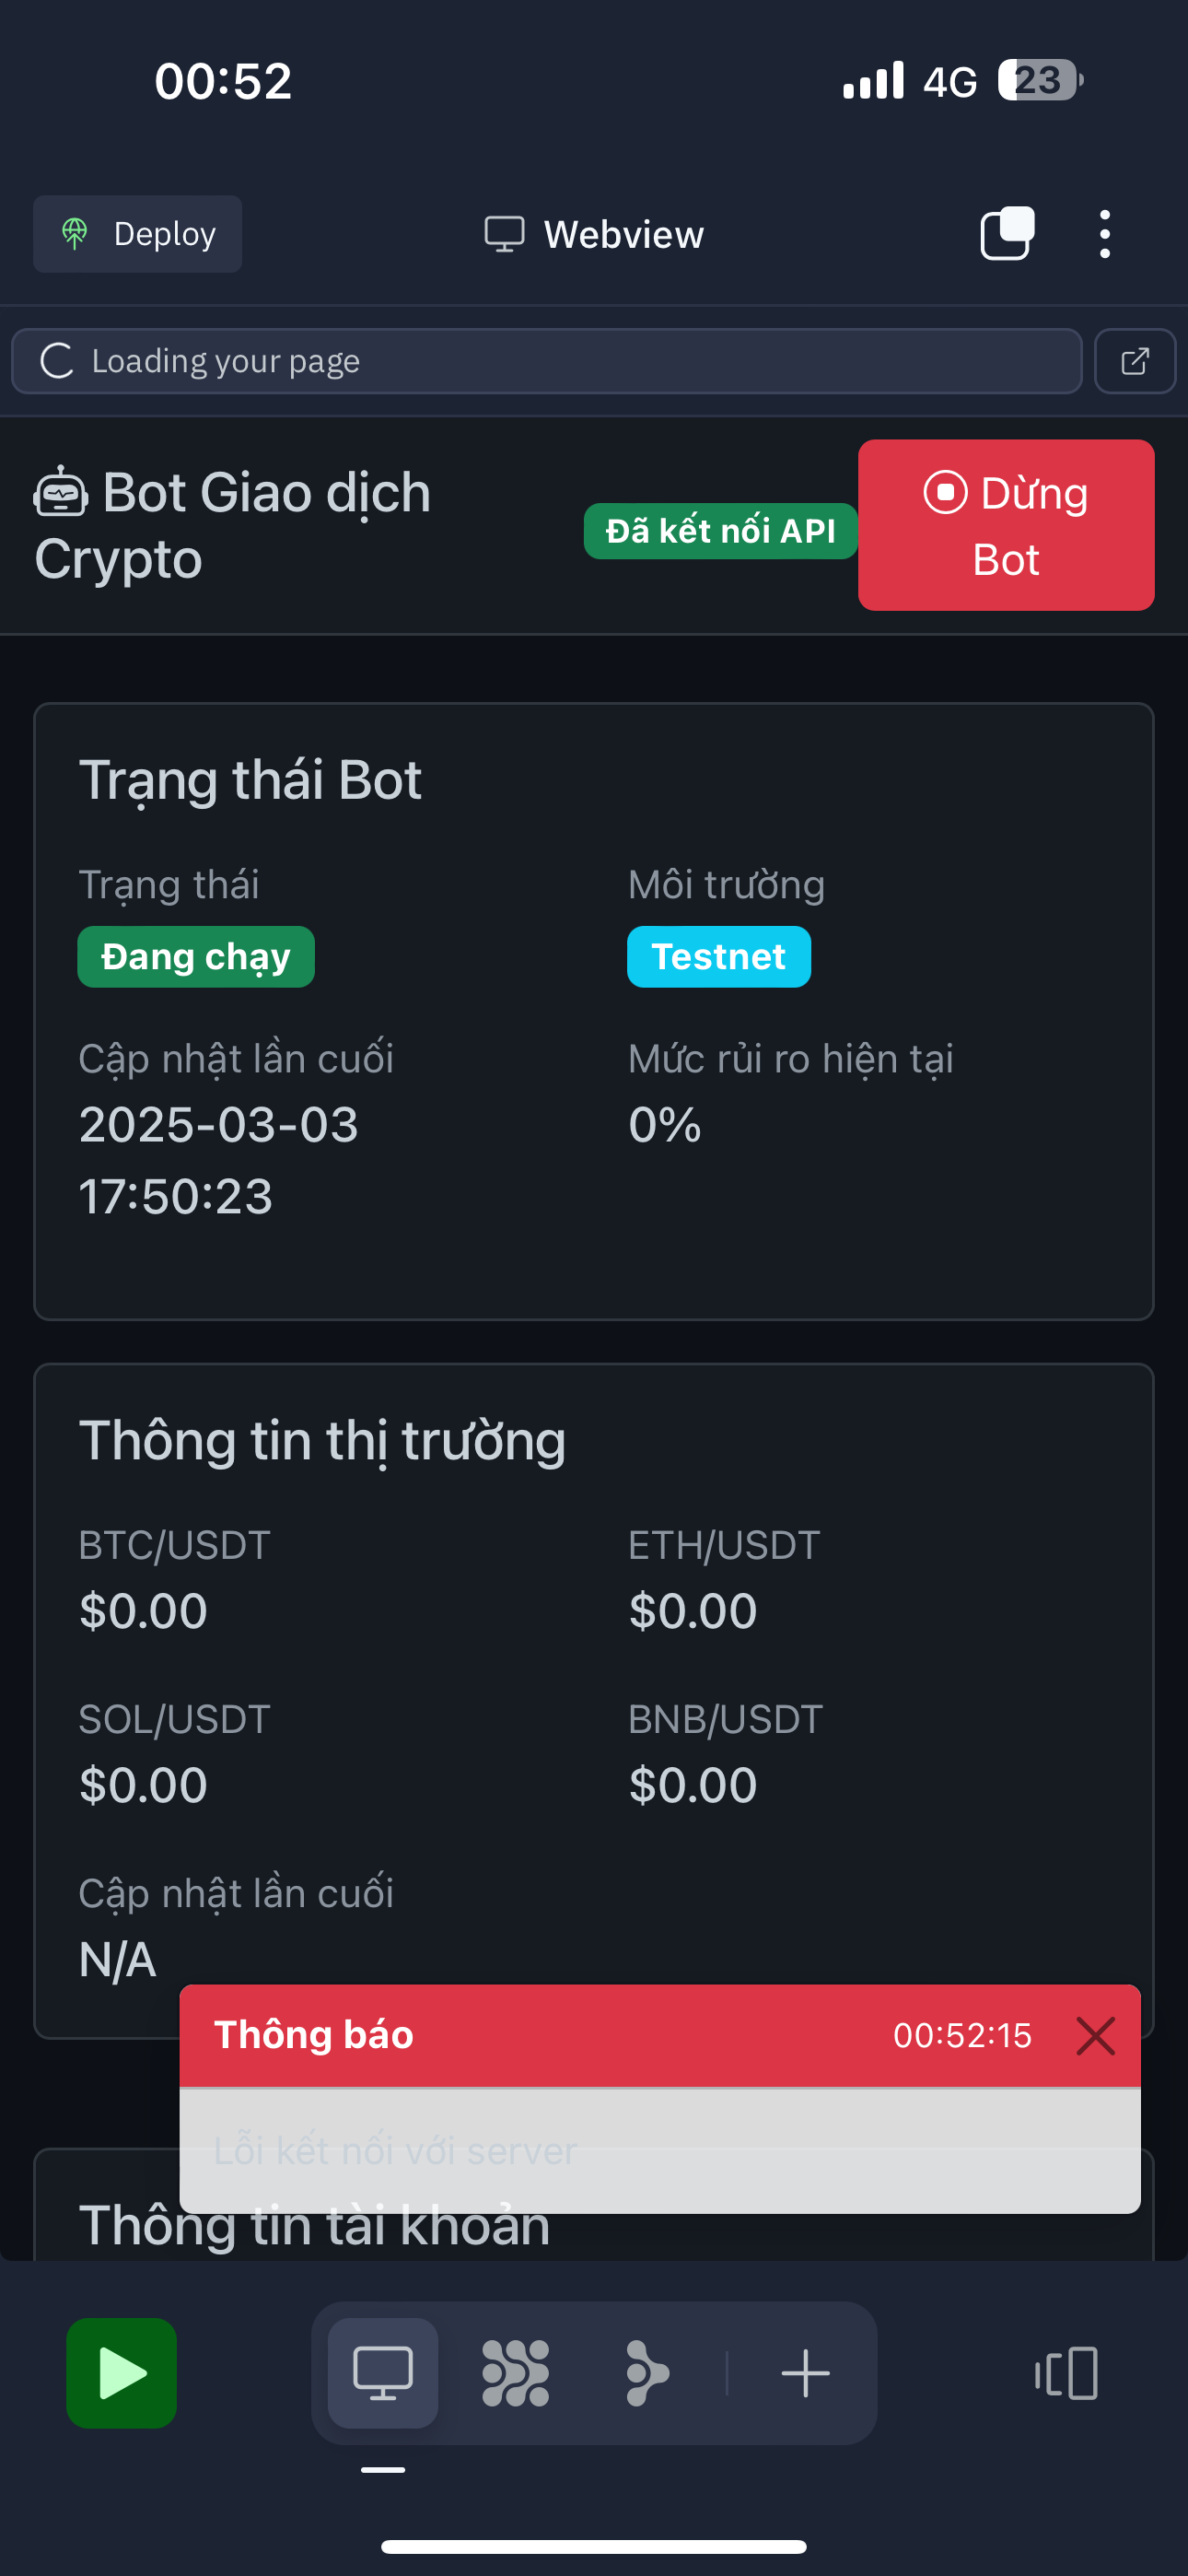 00:52
4G
23
Deploy
Webview
Loading your page
Bot Giao dịch
Crypto
Đã kết nối API
Dừng
Bot
Trạng thái Bot
Trạng thái
Môi trường
Đang chạy
Testnet
Cập nhật lần cuối
Mức rủi ro hiện tại
2025-03-03
17:50:23
0%
Thông tin thị trường
BTC/USDT
ETH/USDT
$0.00
$0.00
SOL/USDT
BNB/USDT
$0.00
$0.00
Cập nhật lần cuối
N/A
Thông báo
00:52:15
Lỗi kết nối với server
Thông tin tài khoản